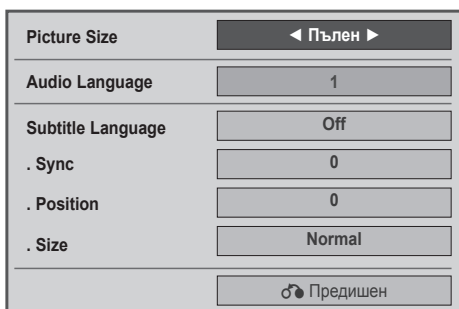 Picture Size ◄ Пълен ►
Audio Language 1
Subtitle Language Off
. Sync 0
. Position 0
. Size Normal
Предишен